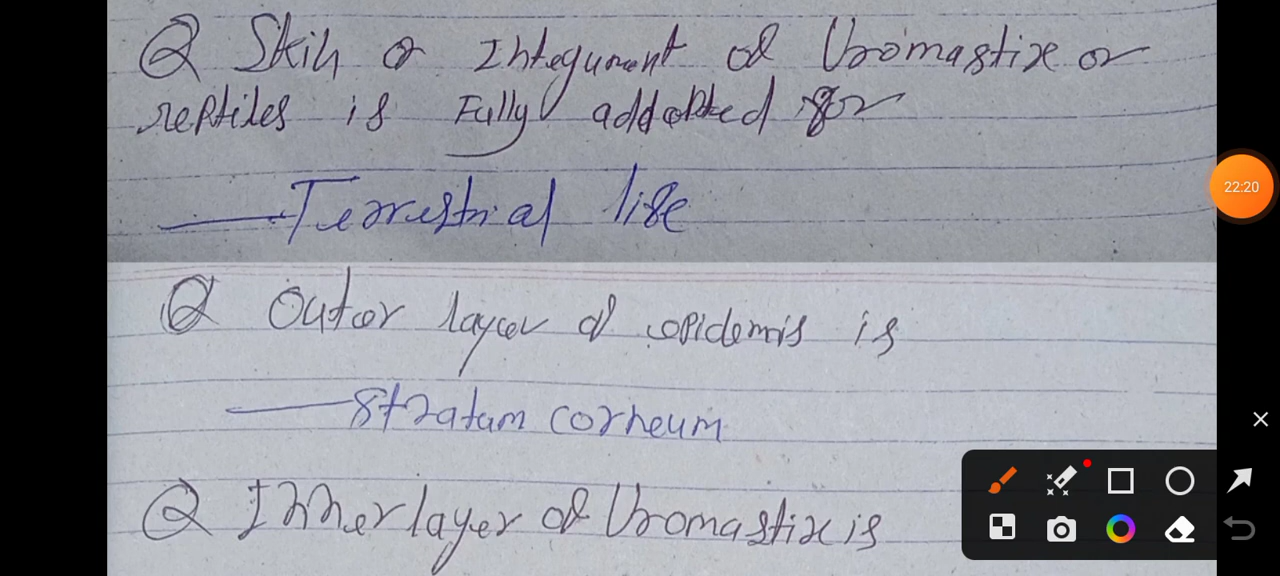 Q Skin or Integument of Uromastix or
reptiles is Fully addapted for
Terrestrial life
Q Outer layer of epidemis is
Stratum corneum
Q Inner layer of Uromastix is
22:20